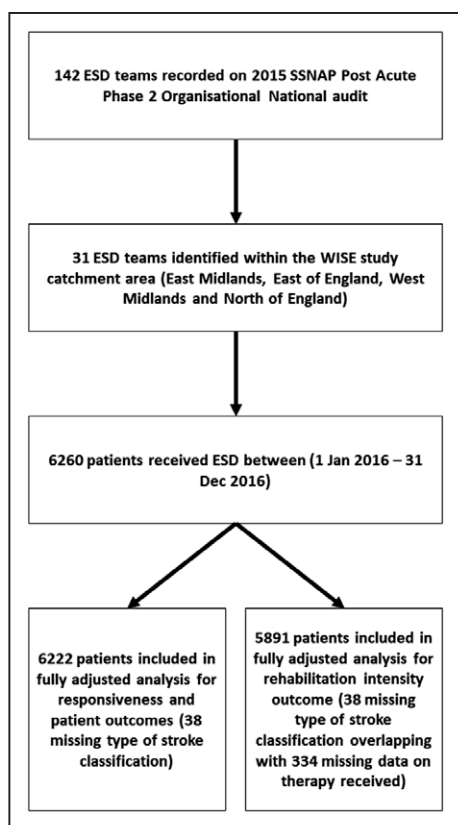 142 ESD teams recorded on 2015 SSNAP Post Acute
Phase 2 Organisational National audit
31 ESD teams identified within the WISE study
catchment area (East Midlands, East of England, West
Midlands and North of England)
6260 patients received ESD between (1 Jan 2016 – 31
Dec 2016)
6222 patients included in
fully adjusted analysis for
responsiveness and
patient outcomes (38
missing type of stroke
classification)
5891 patients included in
fully adjusted analysis for
rehabilitation intensity
outcome (38 missing
type of stroke
classification overlapping
with 334 missing data on
therapy received)